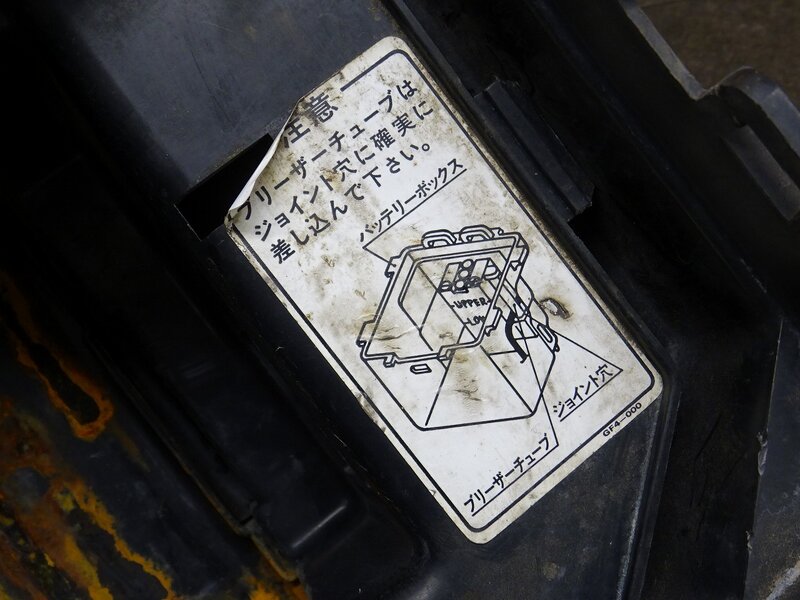 注意
ブリーザーチューブは
ジョイント穴に確実に
差し込んで下さい。
バッテリーボックス
-UPPER-
-LOW
ジョイント穴
ブリーザーチューブ
GF4-000